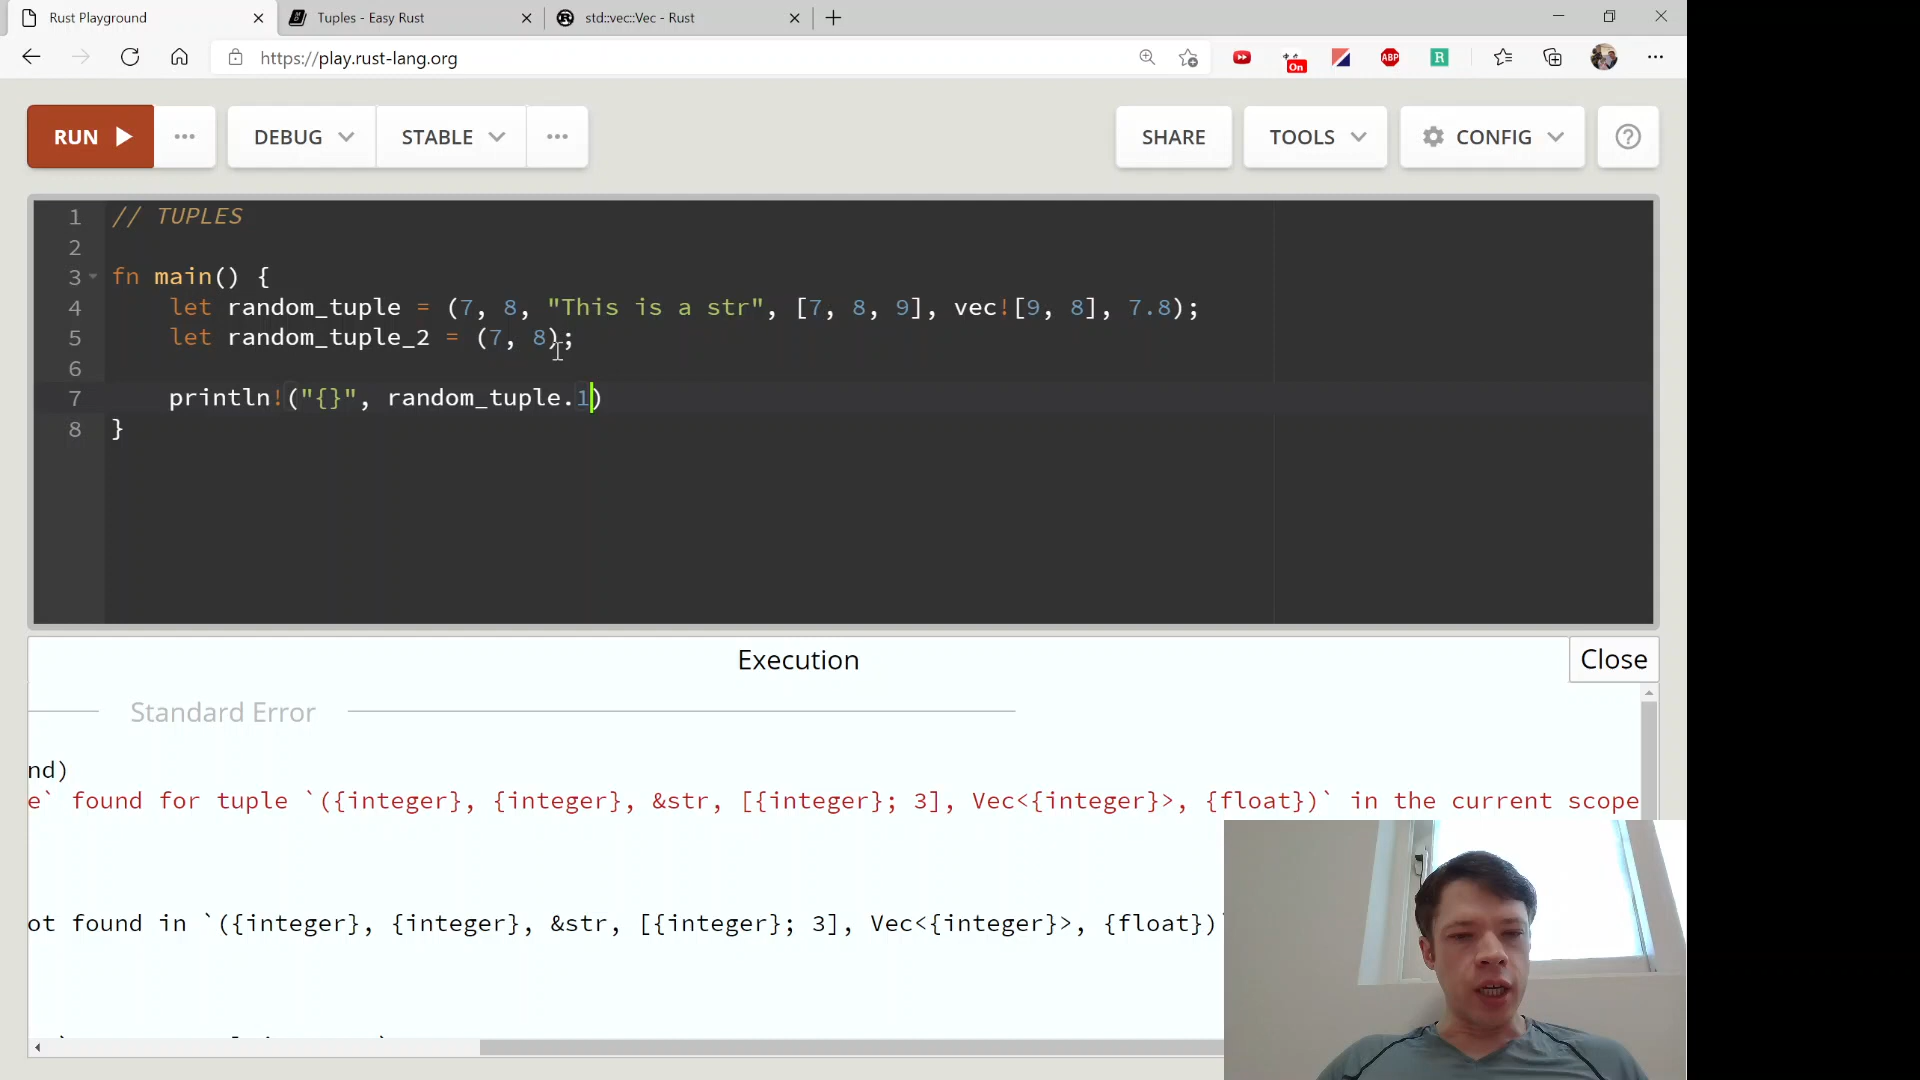 Rust Playground
Tuples - Easy Rust
std::vec::Vec - Rust
https://play.rust-lang.org
On
ABP
R
RUN
DEBUG
STABLE
SHARE
TOOLS
CONFIG
1 // TUPLES
2
3 fn main() {
4 let random_tuple = (7, 8, "This is a str", [7, 8, 9], vec![9, 8], 7.8);
5 let random_tuple_2 = (7, 8);
6
7 println!("{}", random_tuple.1)
8 }
Execution
Close
Standard Error
nd)
e` found for tuple `({integer}, {integer}, &str, [{integer}; 3], Vec<{integer}>, {float})` in the current scope
ot found in `({integer}, {integer}, &str, [{integer}; 3], Vec<{integer}>, {float})`